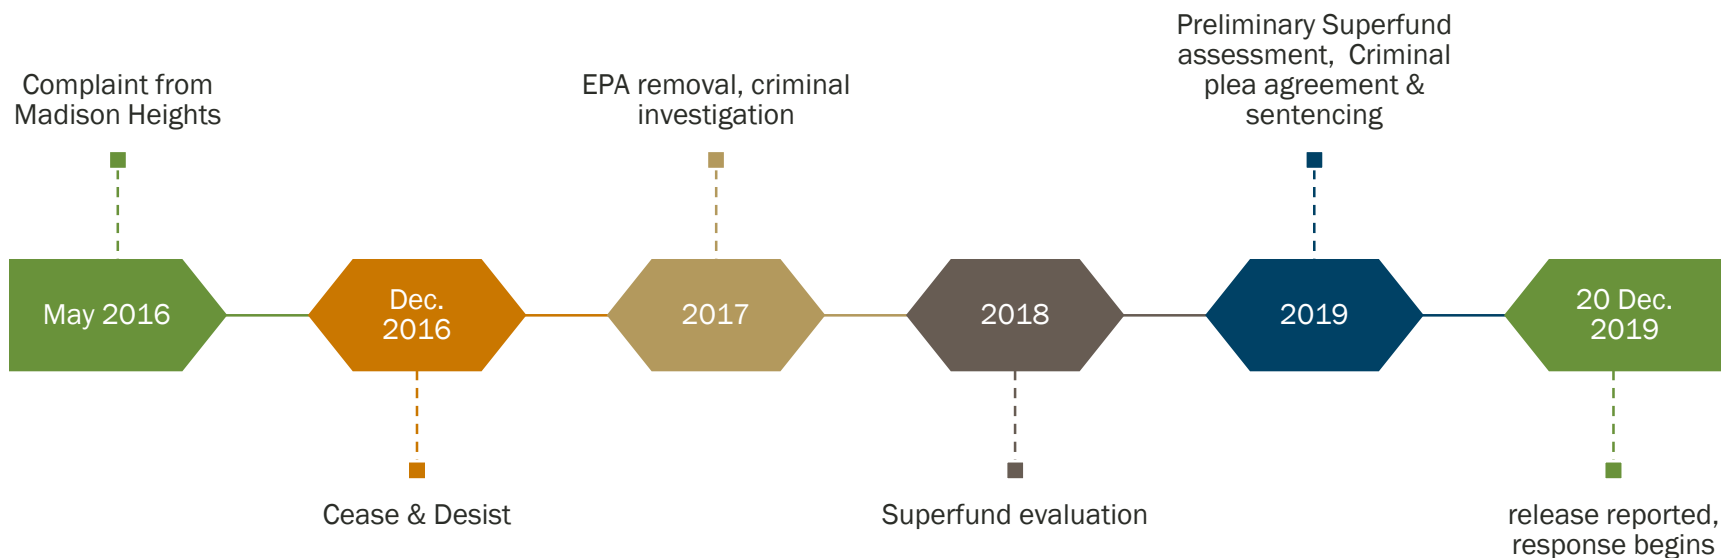 Complaint from
Madison Heights
EPA removal, criminal
investigation
Preliminary Superfund
assessment,  Criminal
plea agreement &
sentencing
May 2016
Dec.
2016
2017
2018
2019
20 Dec.
2019
Cease & Desist
Superfund evaluation
release reported,
response begins